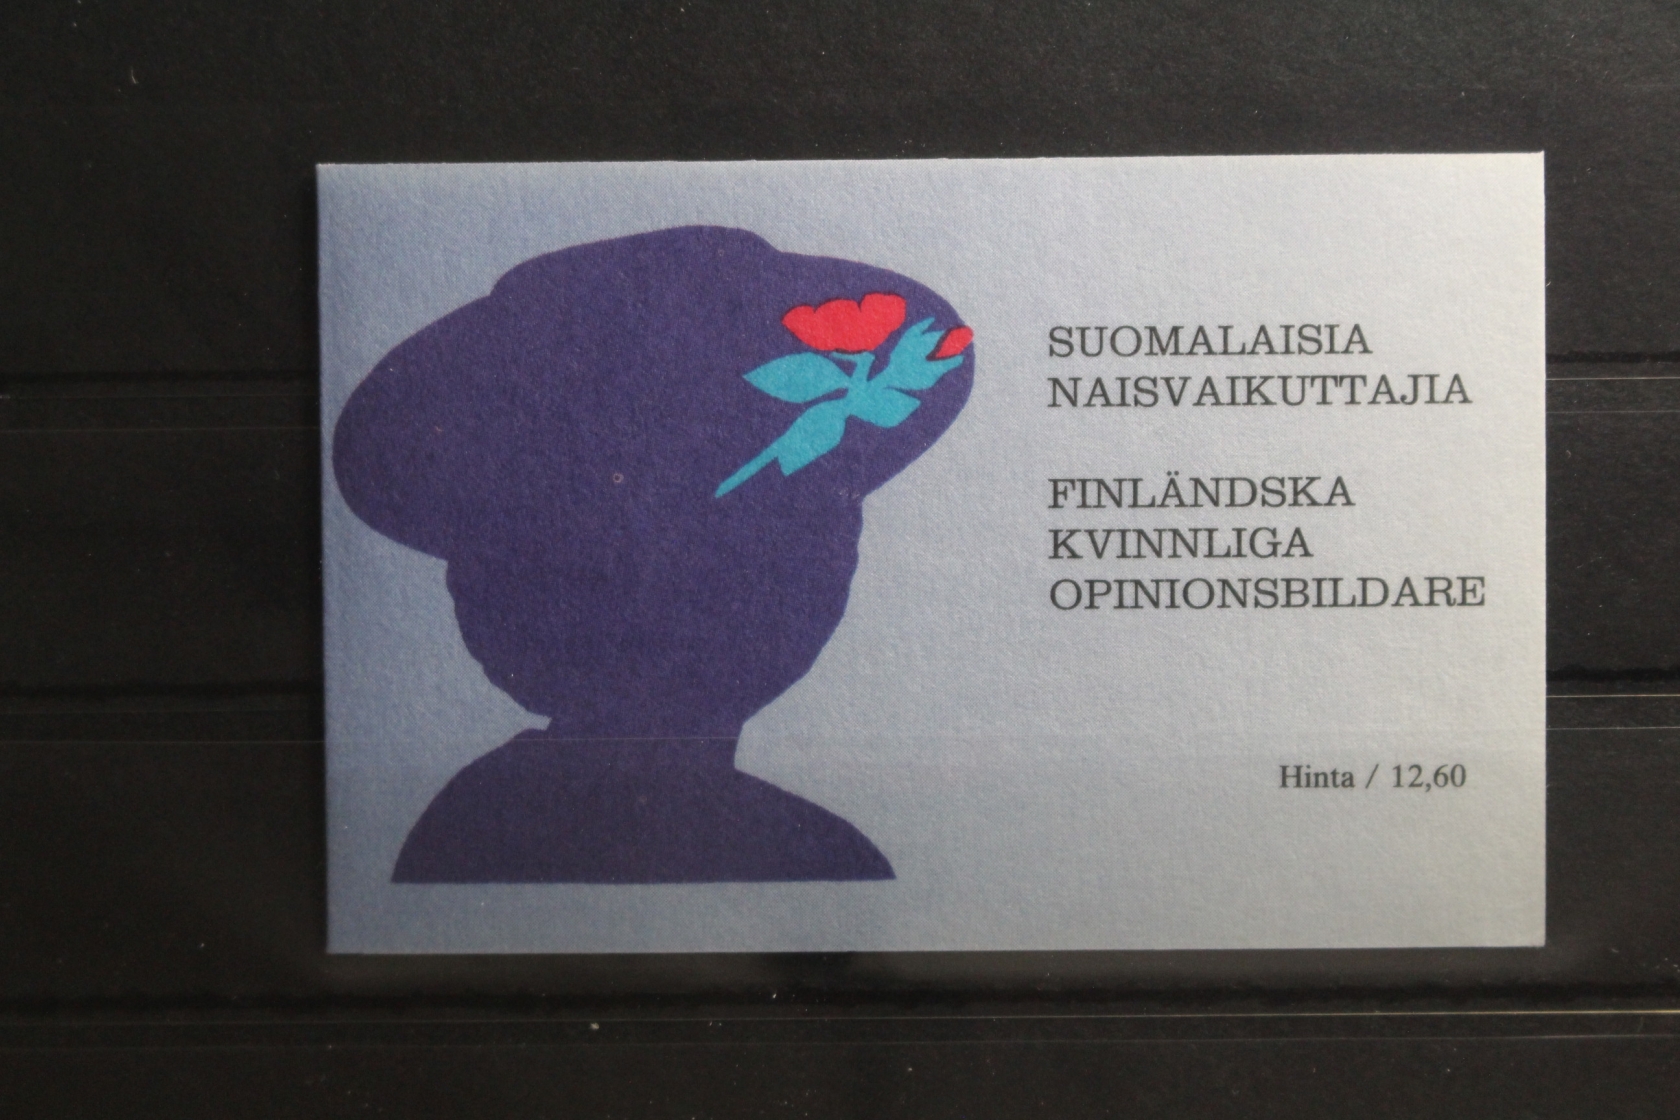 SUOMALAISIA
NAISVAIKUTTAJIA
FINLÄNDSKA
KVINNLIGA
OPINIONSBILDARE
Hinta / 12,60